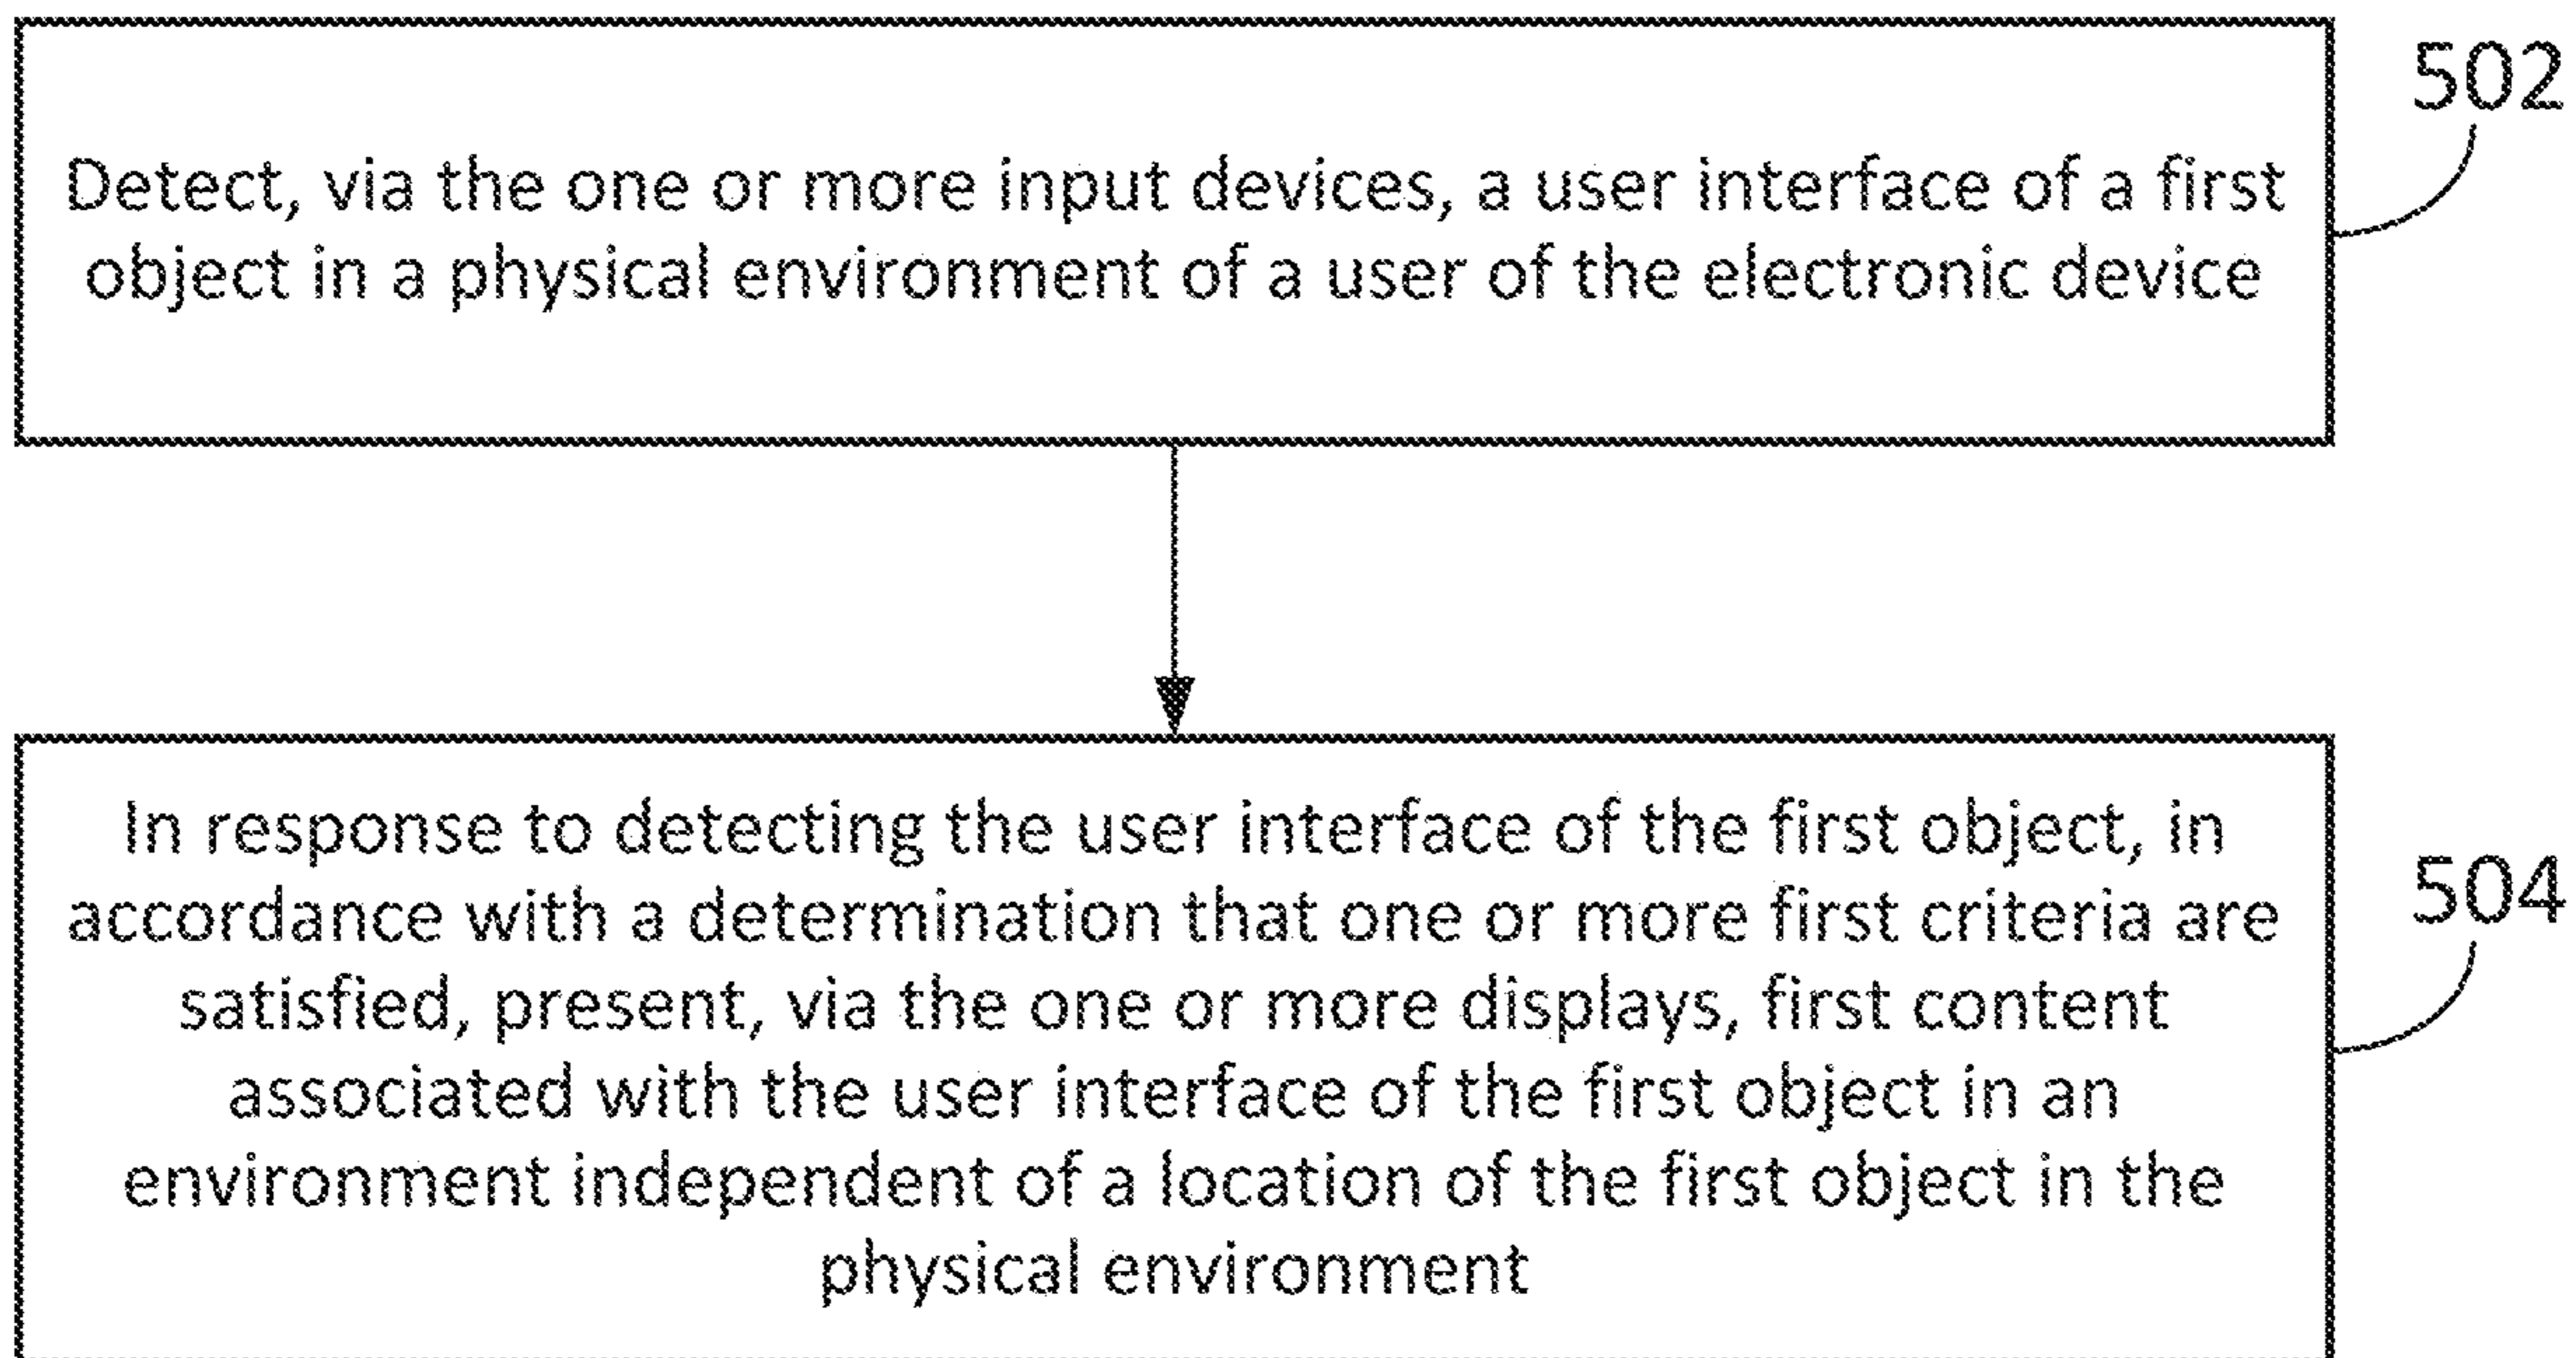 502
Detect, via the one or more input devices, a user interface of a first
object in a physical environment of a user of the electronic device
In response to detecting the user interface of the first object, in
accordance with a determination that one or more first criteria are
satisfied, present, via the one or more displays, first content
associated with the user interface of the first object in an
environment independent of a location of the first object in the
physical environment
504